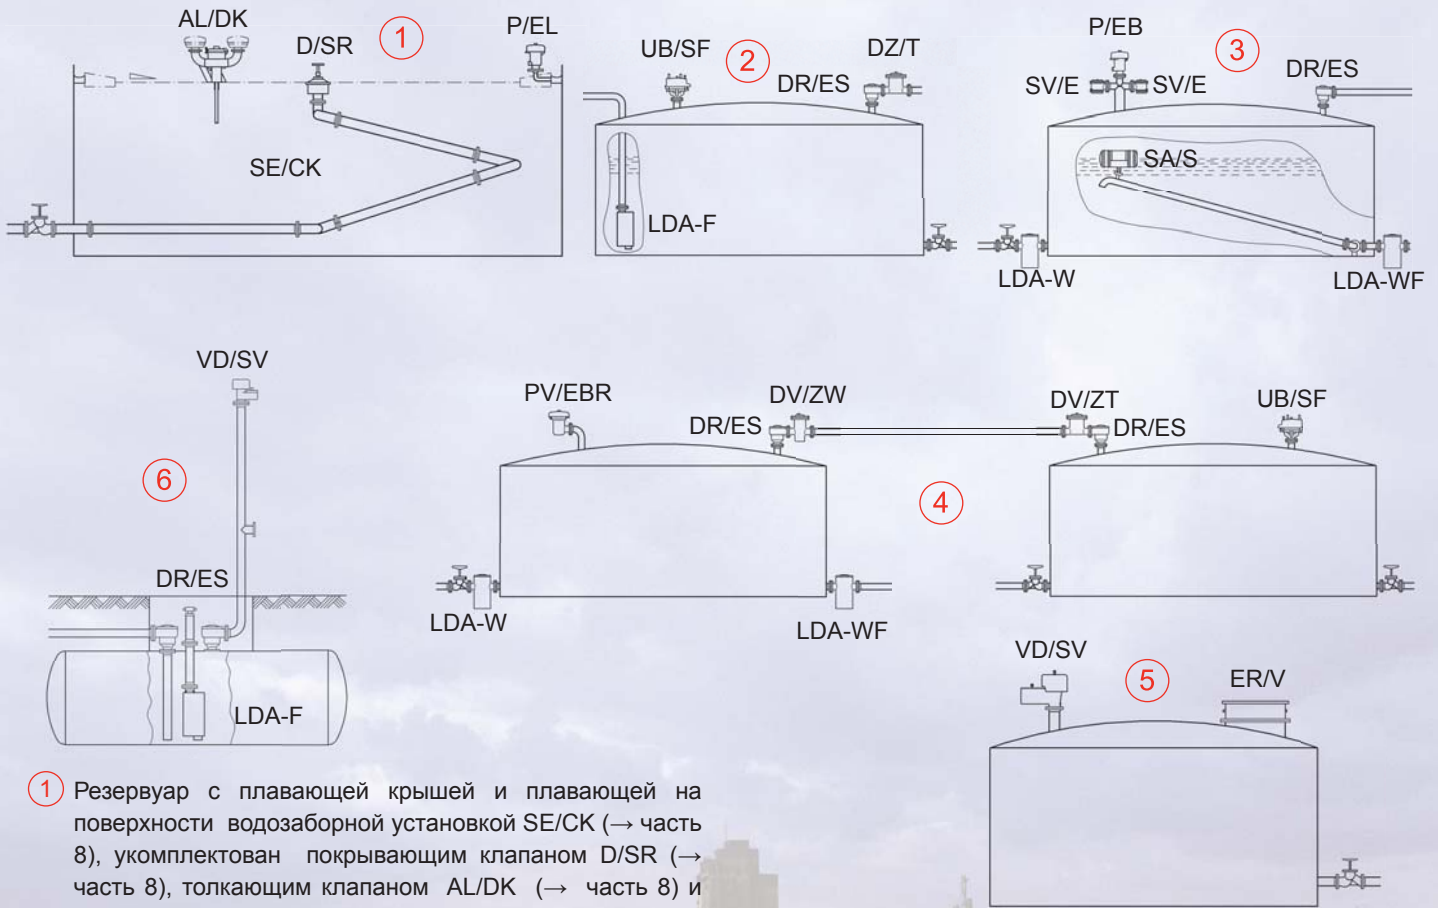 AL/DK
D/SR
1
P/EL
SE/CK
UB/SF
2
DZ/T
DR/ES
LDA-F
P/EB
3
SV/E
SV/E
DR/ES
SA/S
LDA-W
LDA-WF
VD/SV
6
DR/ES
LDA-F
PV/EBR
DV/ZW
DR/ES
DV/ZT
DR/ES
UB/SF
4
LDA-W
LDA-WF
VD/SV
5
ER/V
1 Резервуар с плавающей крышей и плавающей на
поверхности водозаборной установкой SE/CK (→ часть
8), укомплектован покрывающим клапаном D/SR (→
часть 8), толкающим клапаном AL/DK (→ часть 8) и